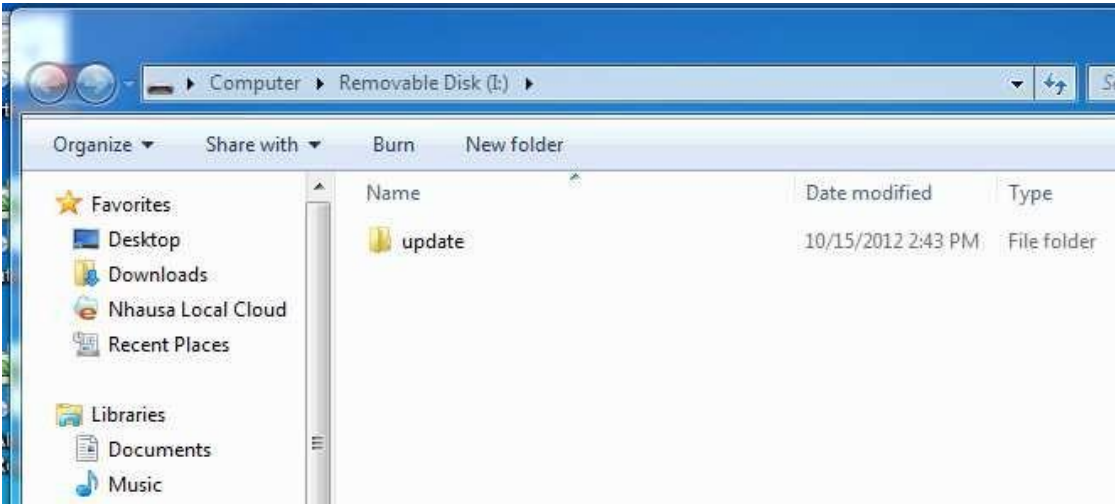 Computer Removable Disk (I:)
Organize Share with Burn New folder
Name Date modified Type
Favorites
Desktop
Downloads
Nhausa Local Cloud
Recent Places
Libraries
Documents
Music
update 10/15/2012 2:43 PM File folder